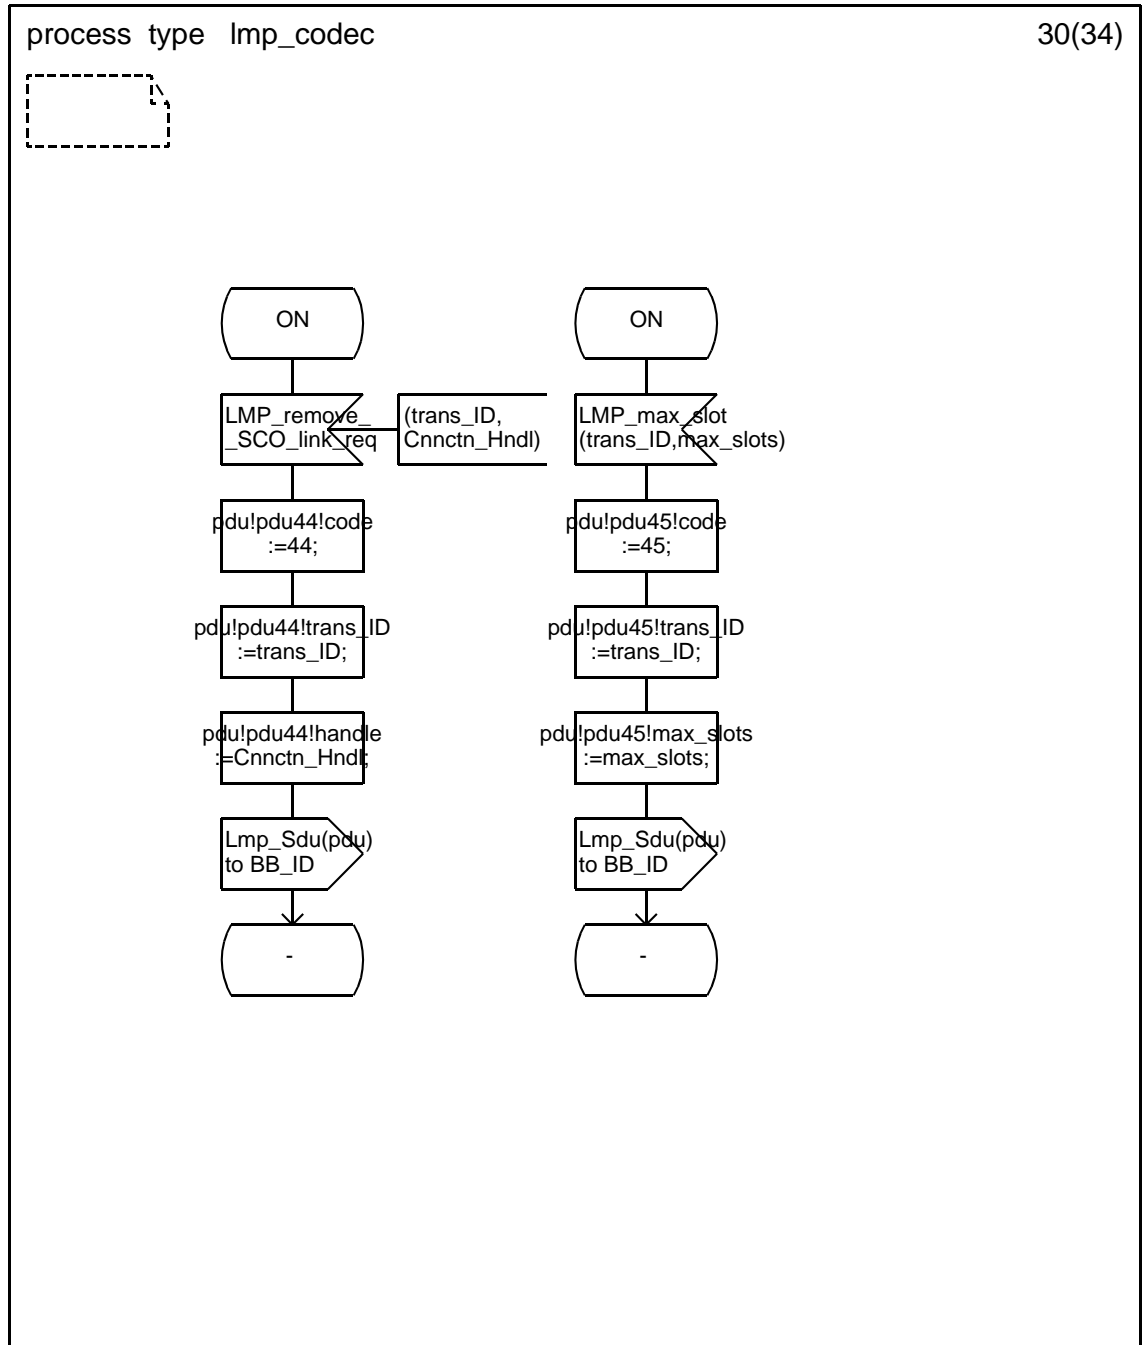 process type lmp_codec
30(34)
ON
LMP_remove_
_SCO_link_req
(trans_ID,
Cnnctn_Hndl)
pdu!pdu44!code
:=44;
pdu!pdu44!trans_ID
:=trans_ID;
pdu!pdu44!handle
:=Cnnctn_Hndl;
Lmp_Sdu(pdu)
to BB_ID
-
ON
LMP_max_slot
(trans_ID,max_slots)
pdu!pdu45!code
:=45;
pdu!pdu45!trans_ID
:=trans_ID;
pdu!pdu45!max_slots
:=max_slots;
Lmp_Sdu(pdu)
to BB_ID
-